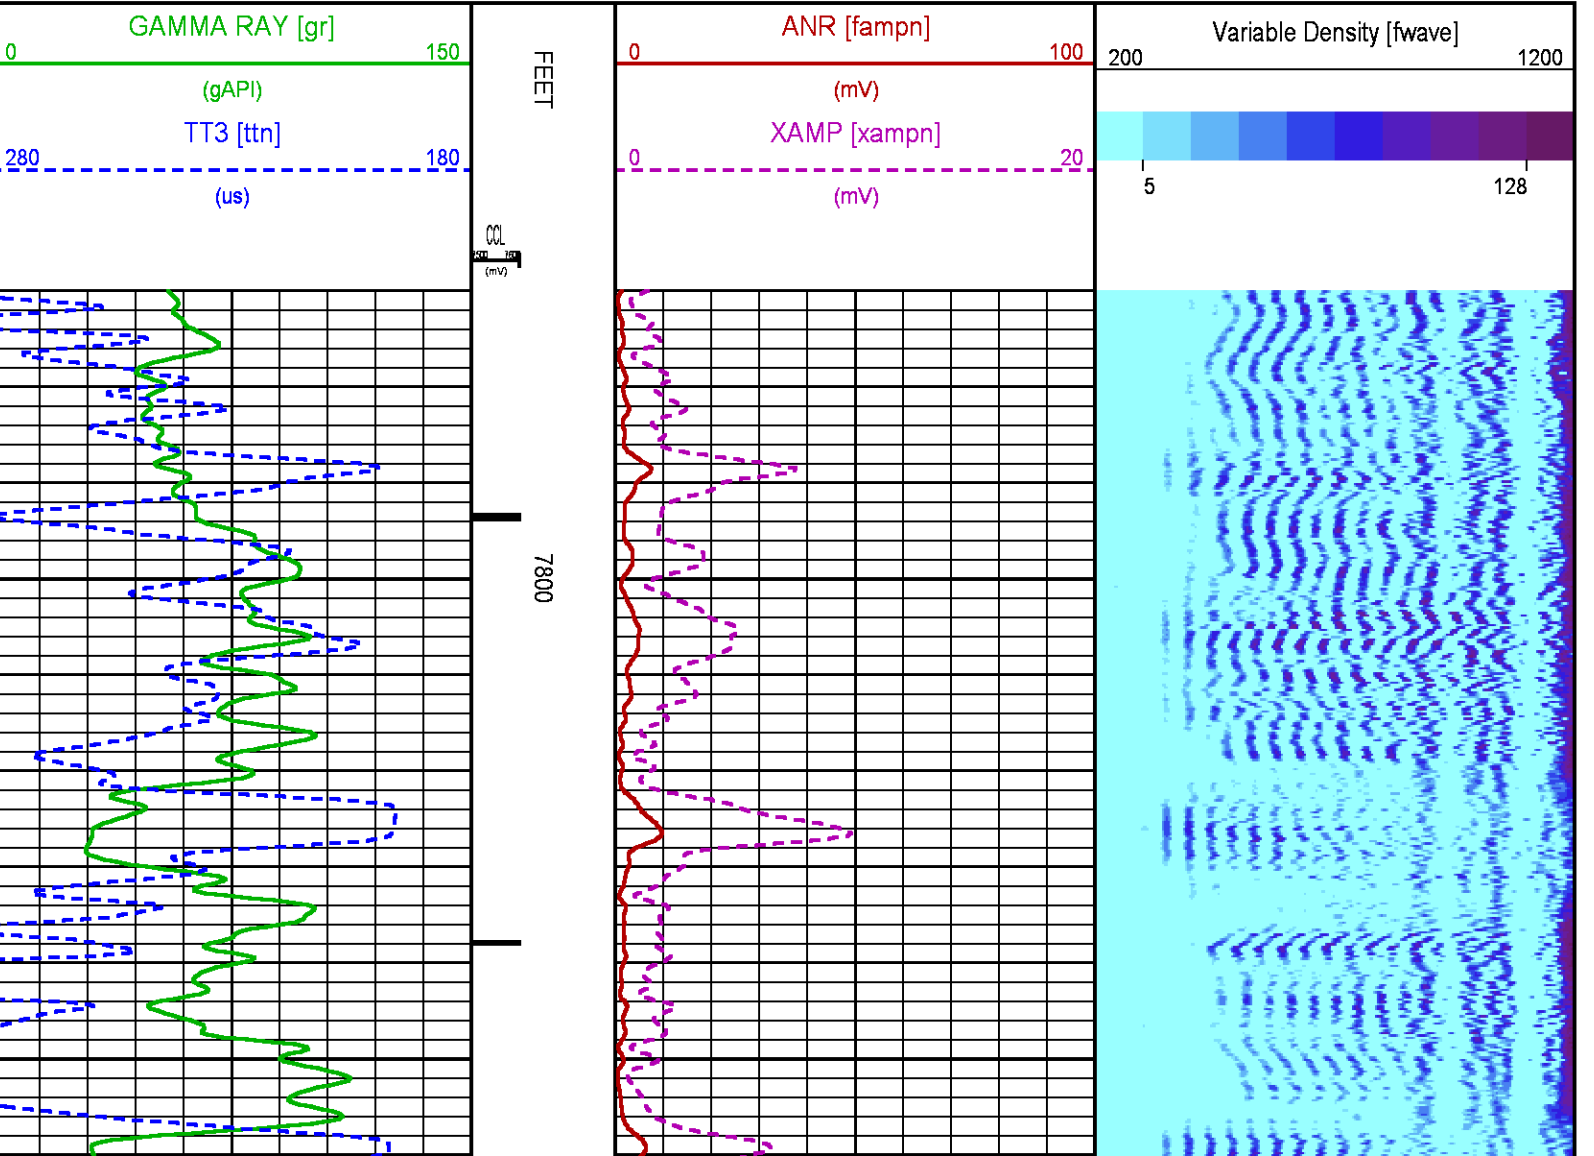 GAMMA RAY [gr]
0 150
(gAPI)
TT3 [ttn]
280 180
(us)
FEET
CCL
(mV)
ANR [fampn]
0 100
(mV)
XAMP [xampn]
0 20
(mV)
Variable Density [fwave]
200 1200
5 128
7800